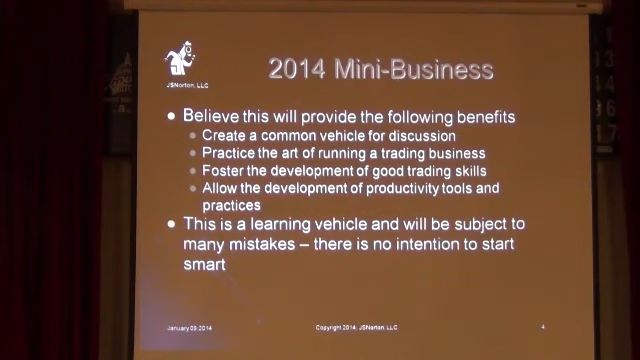 JSNorton, LLC
2014 Mini-Business
Believe this will provide the following benefits
Create a common vehicle for discussion
Practice the art of running a trading business
Foster the development of good trading skills
Allow the development of productivity tools and
practices
This is a learning vehicle and will be subject to
many mistakes – there is no intention to start
smart
January 09 2014
Copyright 2014, JSNorton, LLC
4